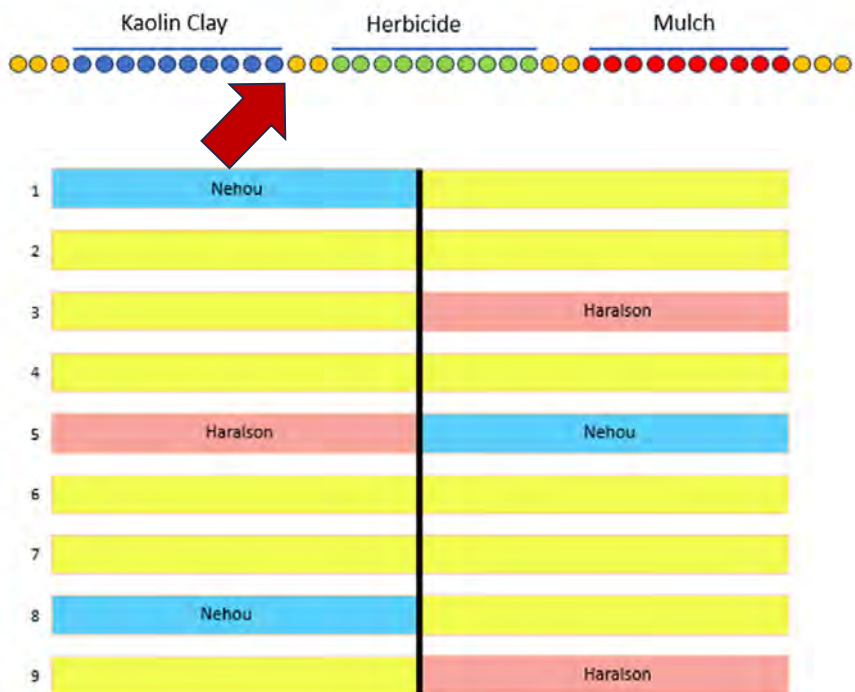 Kaolin Clay Herbicide Mulch
1 Nehou
2
3 Haralson
4
5 Haralson Nehou
6
7
8 Nehou
9 Haralson